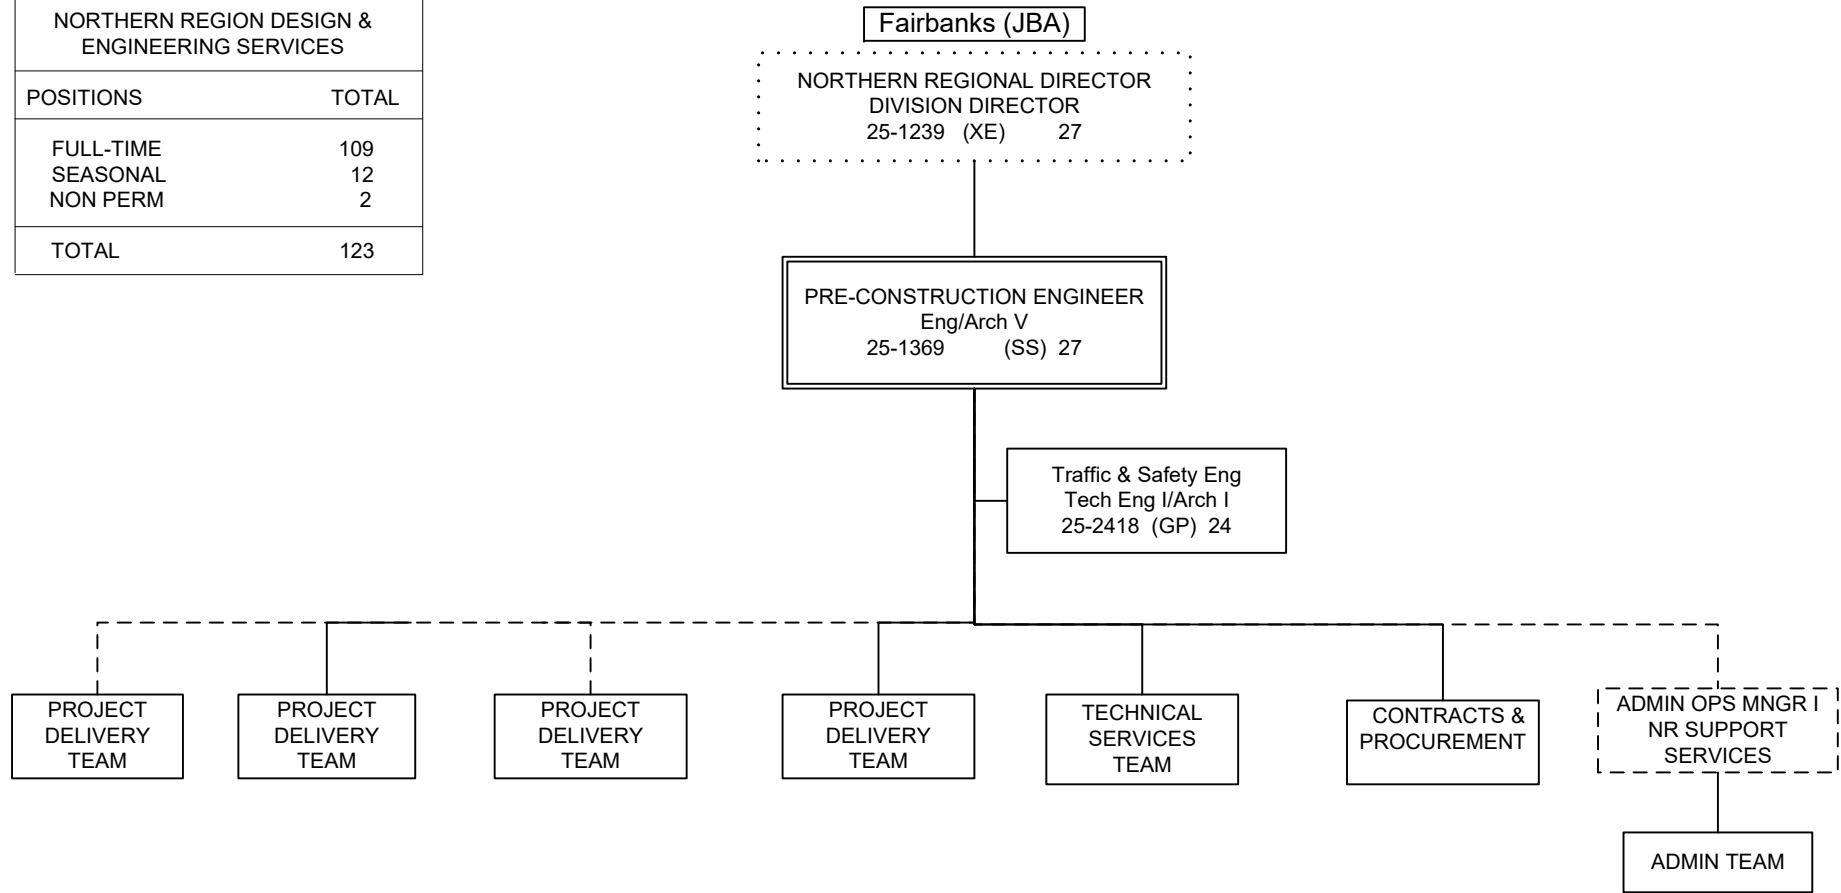 NORTHERN REGION DESIGN &
ENGINEERING SERVICES
POSITIONS TOTAL
FULL-TIME 109
SEASONAL 12
NON PERM 2
TOTAL 123
Fairbanks (JBA)
NORTHERN REGIONAL DIRECTOR
DIVISION DIRECTOR
25-1239 (XE) 27
PRE-CONSTRUCTION ENGINEER
Eng/Arch V
25-1369 (SS) 27
Traffic & Safety Eng
Tech Eng I/Arch I
25-2418 (GP) 24
PROJECT
DELIVERY
TEAM
PROJECT
DELIVERY
TEAM
PROJECT
DELIVERY
TEAM
PROJECT
DELIVERY
TEAM
TECHNICAL
SERVICES
TEAM
CONTRACTS &
PROCUREMENT
ADMIN OPS MNGR I
NR SUPPORT
SERVICES
ADMIN TEAM